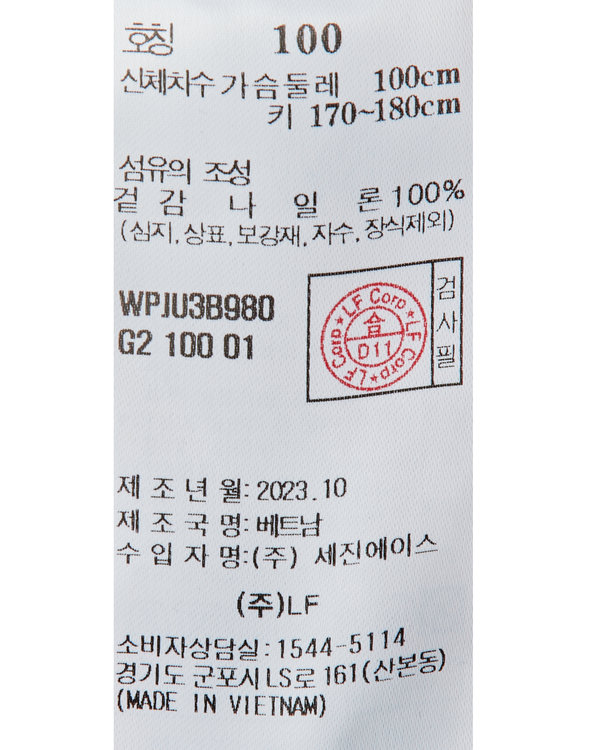 호칭 100
신체치수 가슴둘레 100cm
키 170~180cm
섬유의 조성
겉감 나일론 100%
(심지, 상표, 보강재, 자수, 장식제외)
WPJU3B980
G2 100 01
LF Corp★LF Corp★LF Corp★
合
D11
검사필
제조년월: 2023.10
제조국명: 베트남
수입자명:(주) 세진에이스
(주)LF
소비자상담실: 1544-5114
경기도 군포시 LS로 161(산본동)
(MADE IN VIETNAM)